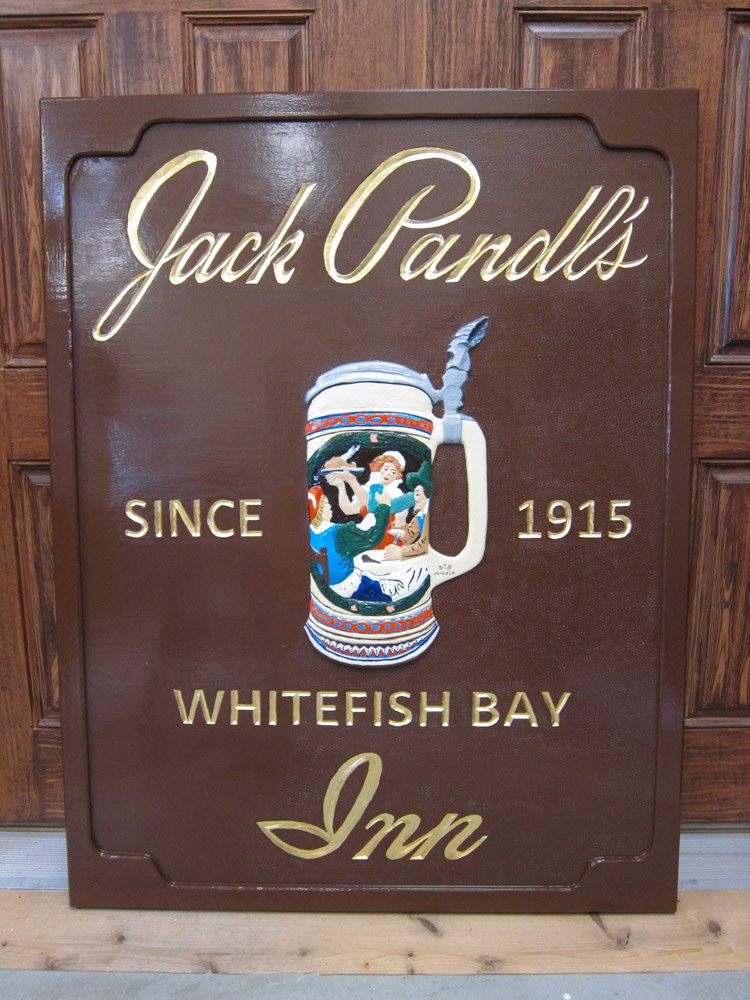 Jack Pandl's
SINCE 1915
WHITEFISH BAY
Inn